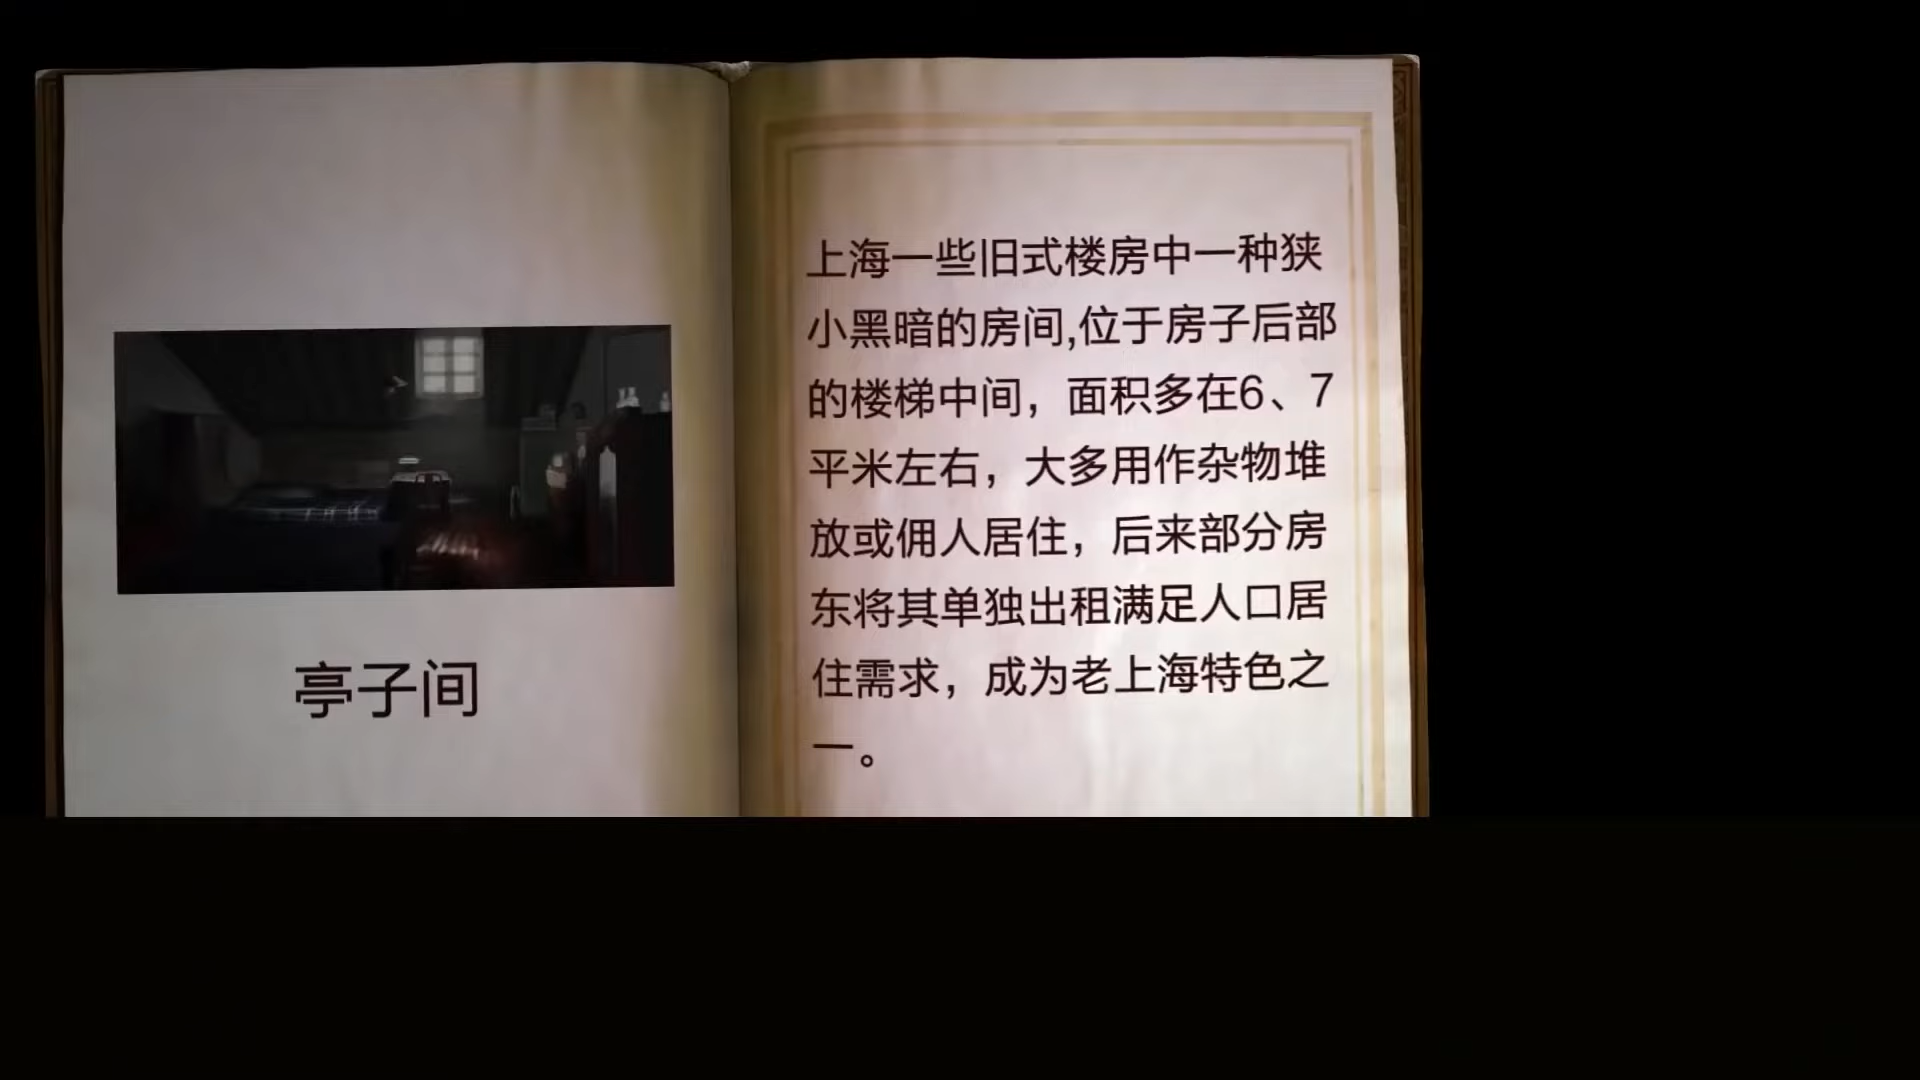 亭子间
上海一些旧式楼房中一种狭
小黑暗的房间,位于房子后部
的楼梯中间，面积多在6、7
平米左右，大多用作杂物堆
放或佣人居住，后来部分房
东将其单独出租满足人口居
住需求，成为老上海特色之
一。